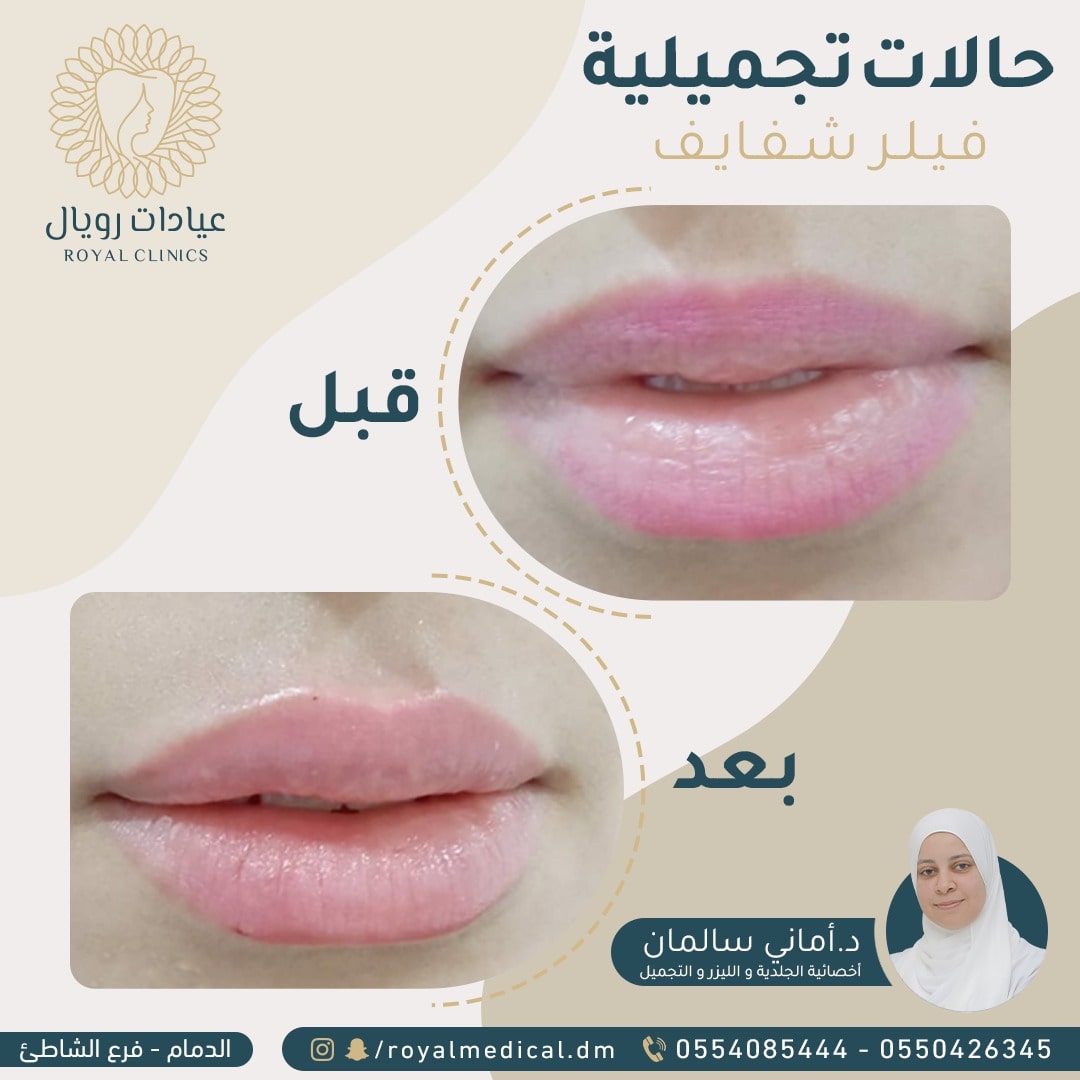 حالات تجميلية
فيلر شفايف
عيادات رويال
ROYAL CLINICS
قبل
بعد
د.أماني سالمان
أخصائية الجلدية و الليزر و التجميل
الدمام - فرع الشاطئ
/royalmedical.dm
0554085444 - 0550426345